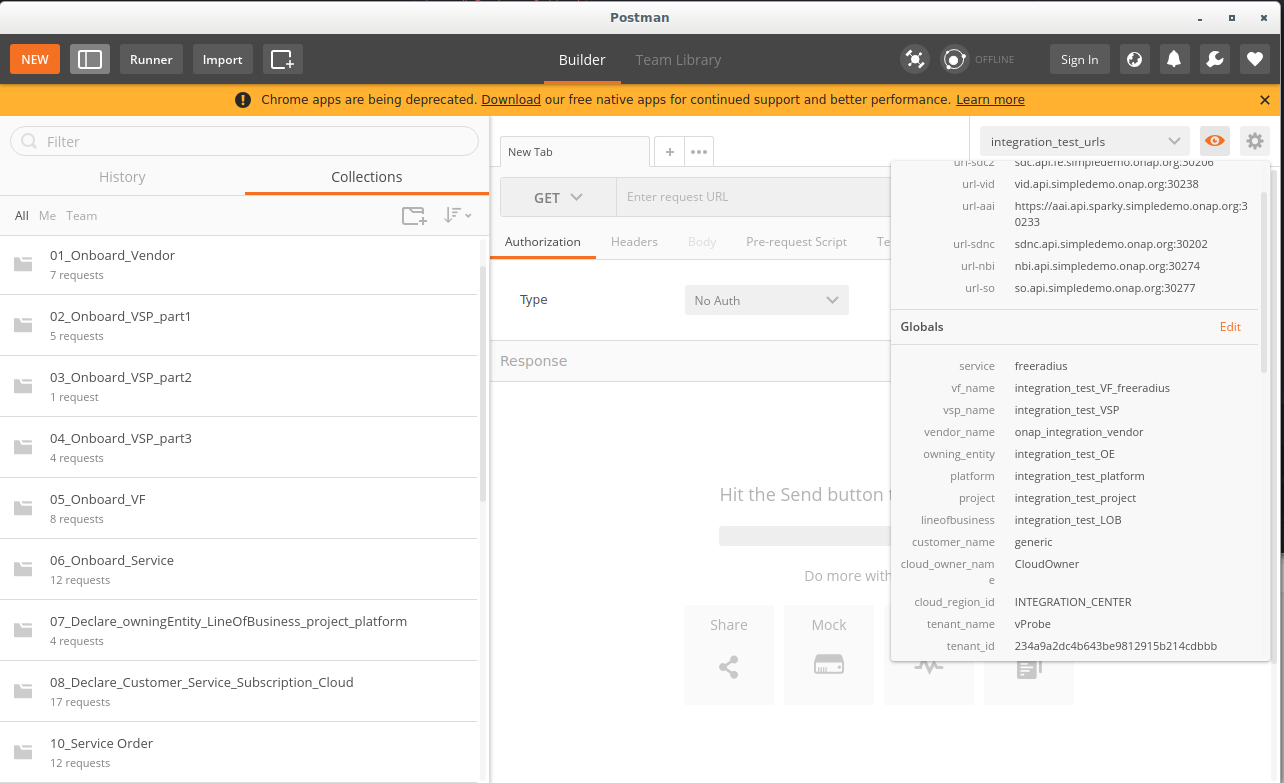 Postman
NEW
Runner
Import
Builder
Team Library
OFFLINE
Sign In
Chrome apps are being deprecated. Download our free native apps for continued support and better performance. Learn more
Filter
History
Collections
All Me Team
01_Onboard_Vendor
7 requests
02_Onboard_VSP_part1
5 requests
03_Onboard_VSP_part2
1 request
04_Onboard_VSP_part3
4 requests
05_Onboard_VF
8 requests
06_Onboard_Service
12 requests
07_Declare_owningEntity_LineOfBusiness_project_platform
4 requests
08_Declare_Customer_Service_Subscription_Cloud
17 requests
10_Service Order
12 requests
New Tab
GET
Enter request URL
Authorization
Headers
Body
Pre-request Script
Te
Type
No Auth
Response
Hit the Send button t
Do more with
Share
Mock
integration_test_urls
url-sdc2 sdc.api.fe.simpledemo.onap.org:30206
url-vid vid.api.simpledemo.onap.org:30238
url-aai https://aai.api.sparky.simpledemo.onap.org:3
0233
url-sdnc sdnc.api.simpledemo.onap.org:30202
url-nbi nbi.api.simpledemo.onap.org:30274
url-so so.api.simpledemo.onap.org:30277
Globals
Edit
service freeradius
vf_name integration_test_VF_freeradius
vsp_name integration_test_VSP
vendor_name onap_integration_vendor
owning_entity integration_test_OE
platform integration_test_platform
project integration_test_project
lineofbusiness integration_test_LOB
customer_name generic
cloud_owner_nam CloudOwner
e
cloud_region_id INTEGRATION_CENTER
tenant_name vProbe
tenant_id 234a9a2dc4b643be9812915b214cdbbb